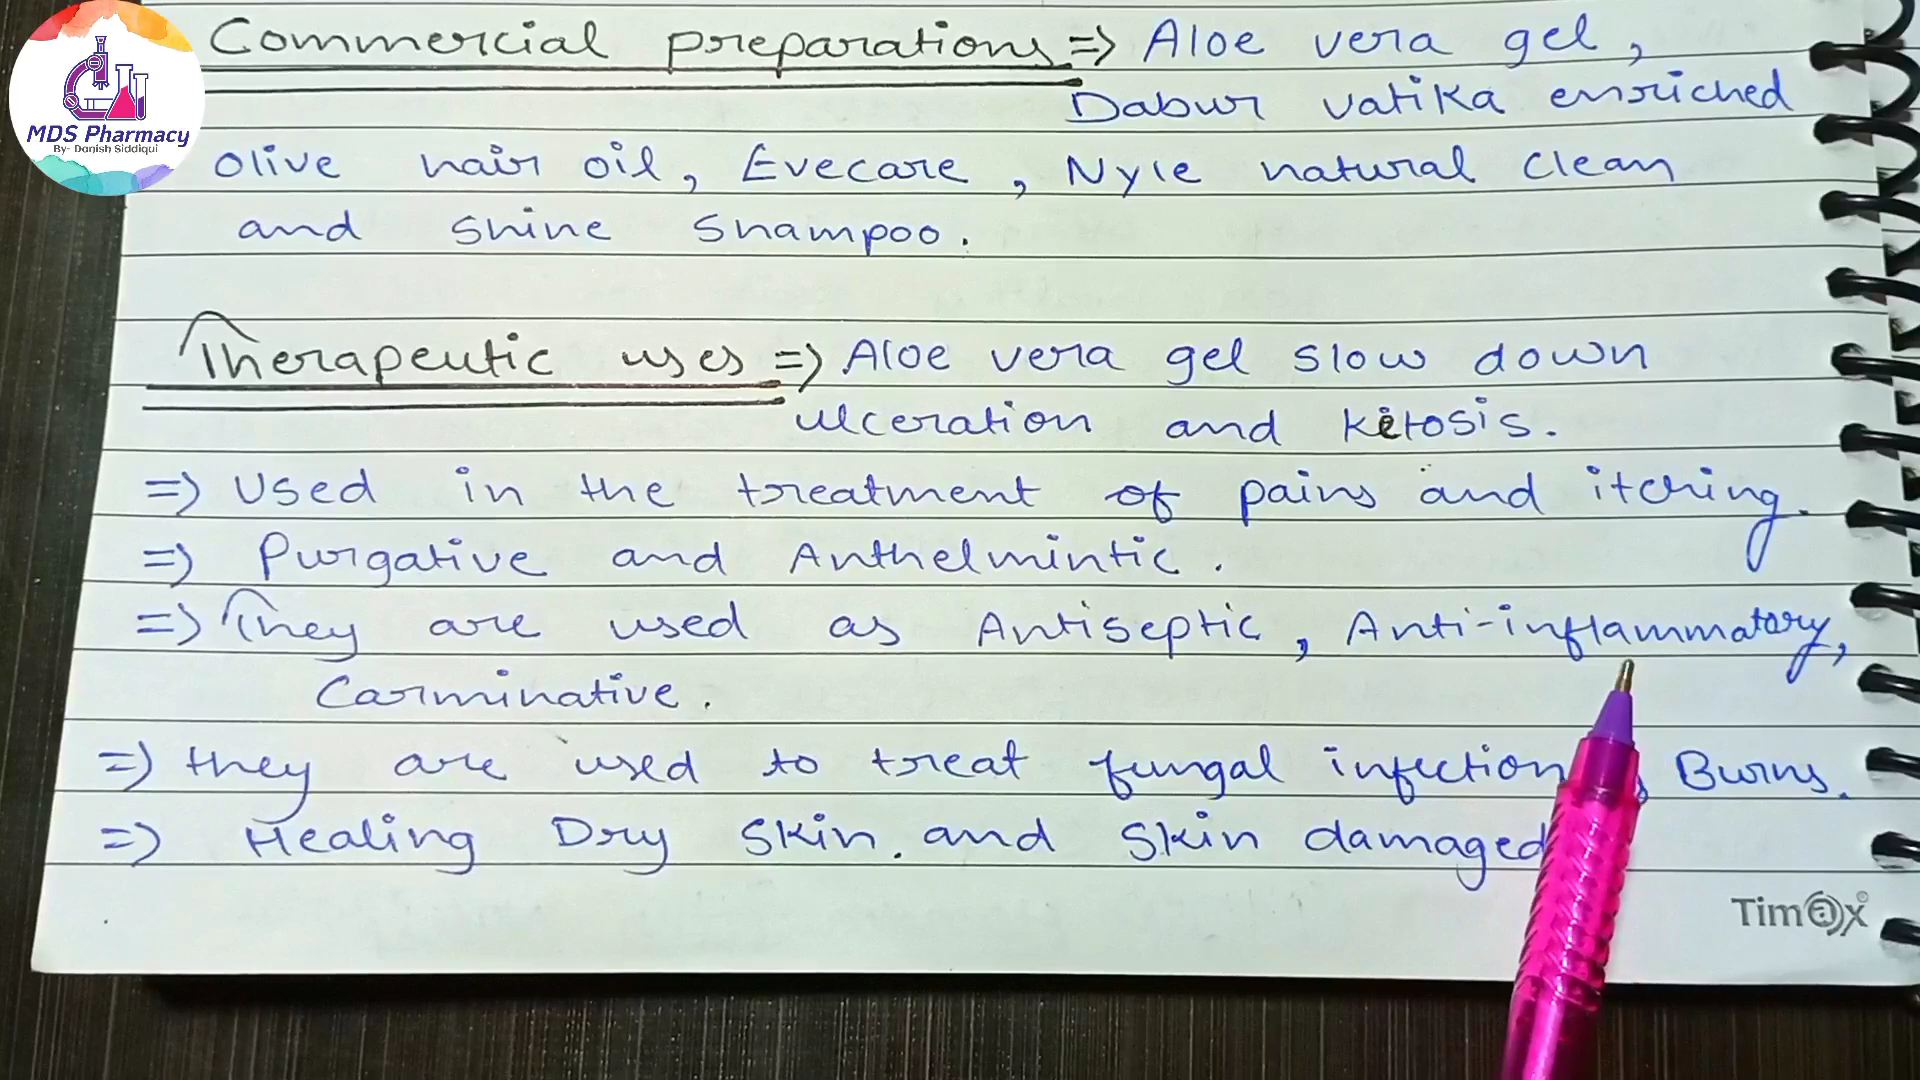 MDS Pharmacy
By- Danish Siddiqui
Commercial preparations => Aloe vera gel,
Dabur vatika enriched
olive hair oil, Evecare, Nyle natural clean
and shine shampoo.
Therapeutic uses => Aloe vera gel slow down
ulceration and ketosis.
=> Used in the treatment of pains and itching.
=> Purgative and Anthelmintic.
=> They are used as Antiseptic, Anti-inflammatory,
Carminative.
=> they are used to treat fungal infection, Burns.
=> Healing Dry skin. and skin damaged
Timax